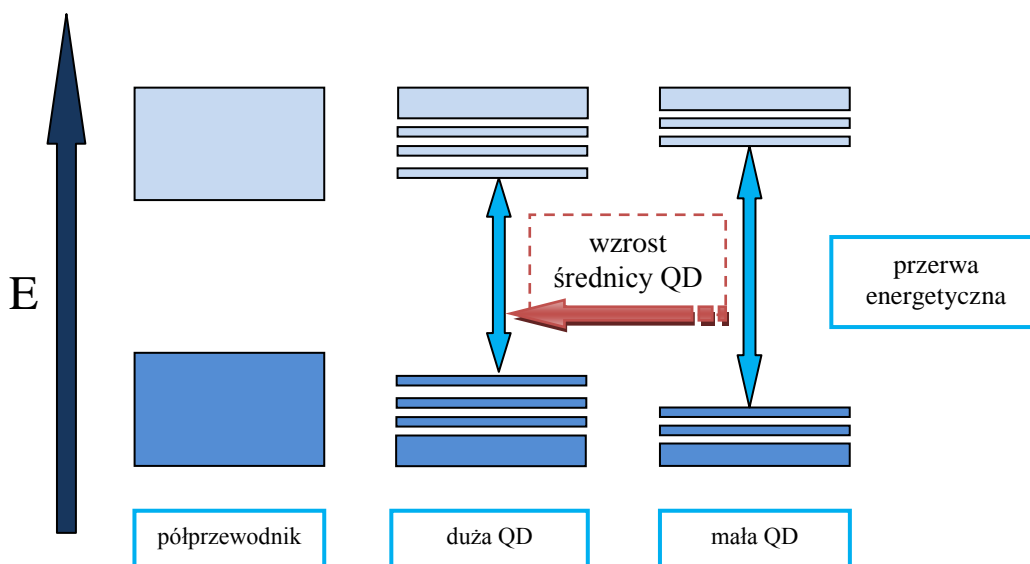 E
wzrost
średnicy QD
przerwa
energetyczna
półprzewodnik
duża QD
mała QD